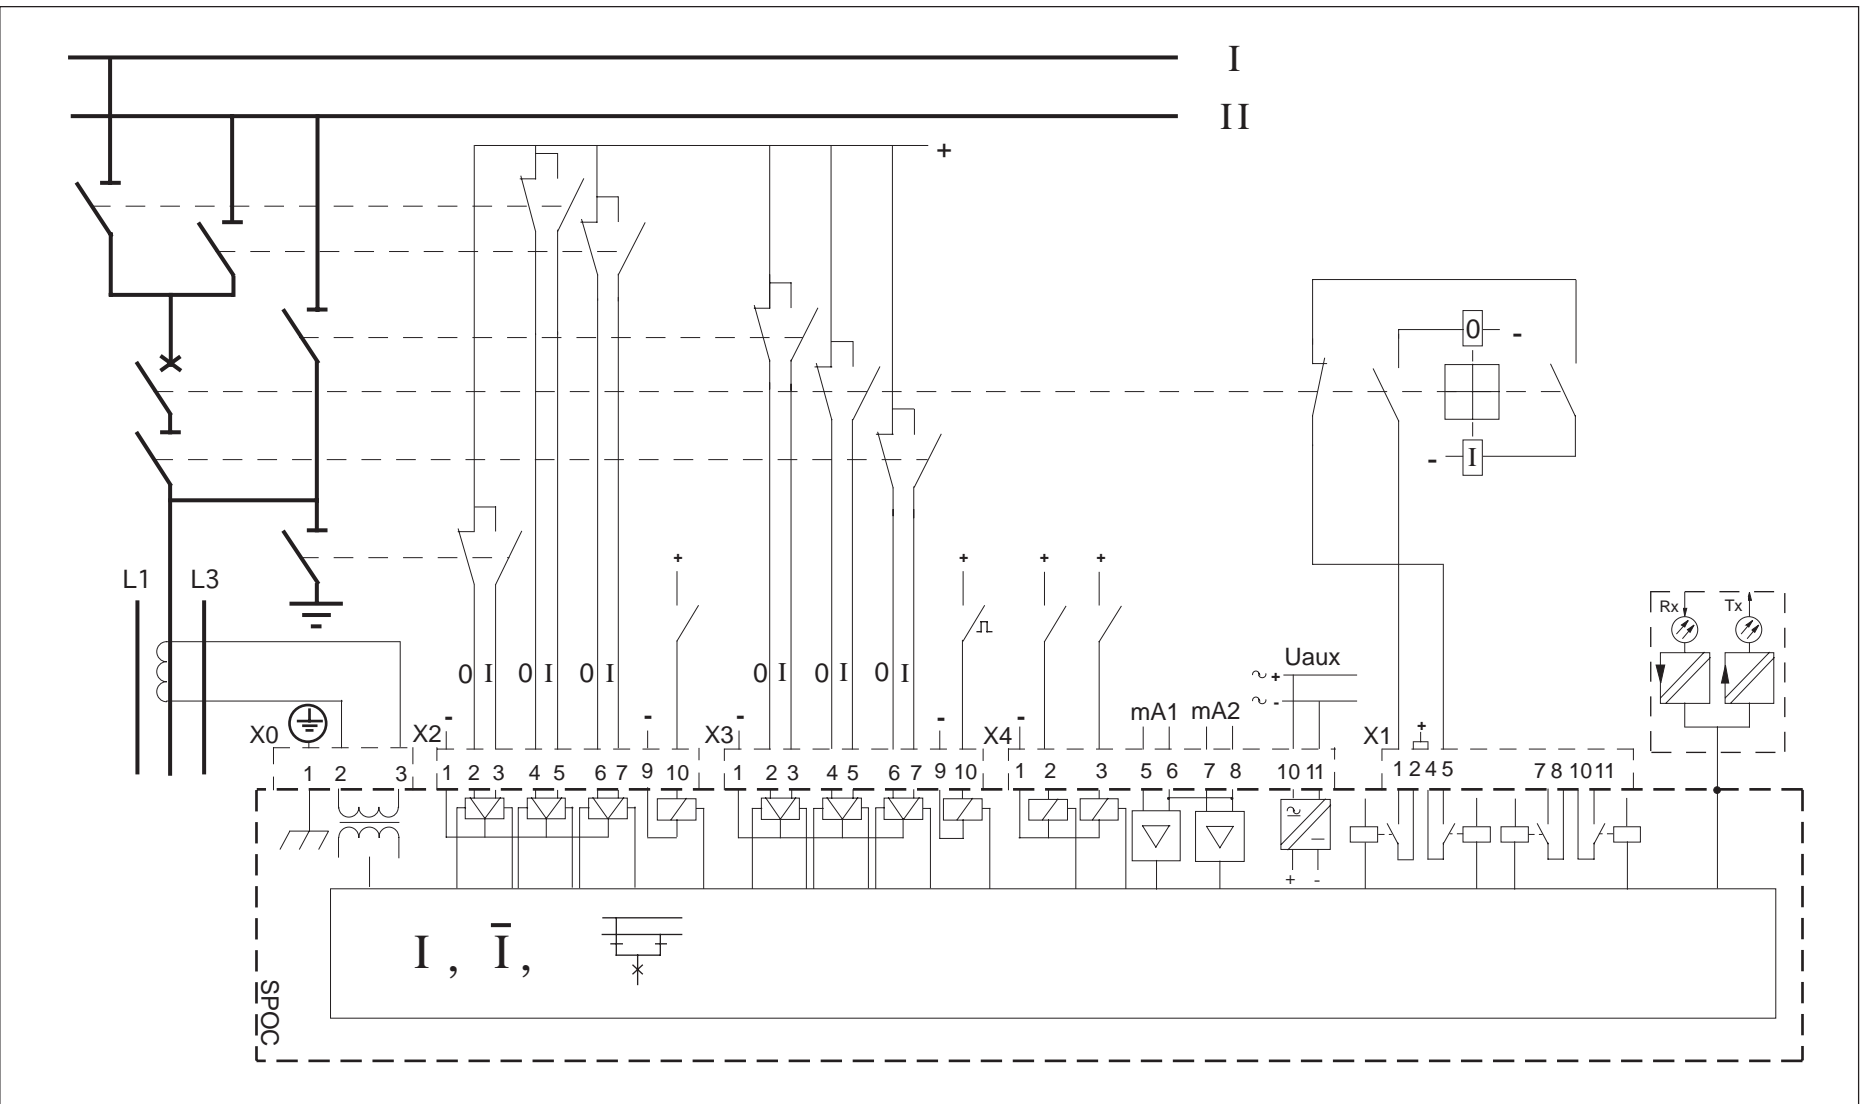 I
II
+
0
-
-
I
+ + + +
L1 L3
Rx Tx
0 I 0 I 0 I 0 I 0 I 0 I
Uaux
~ +
~ -
mA1 mA2
- - - - -
+
X0 X2 X3 X4 X1
1 2 3 1 2 3 4 5 6 7 9 10 1 2 3 4 5 6 7 9 10 1 2 3 5 6 7 8 10 11 1 2 4 5 7 8 10 11
~
+ -
I , Ī ,
SPOC